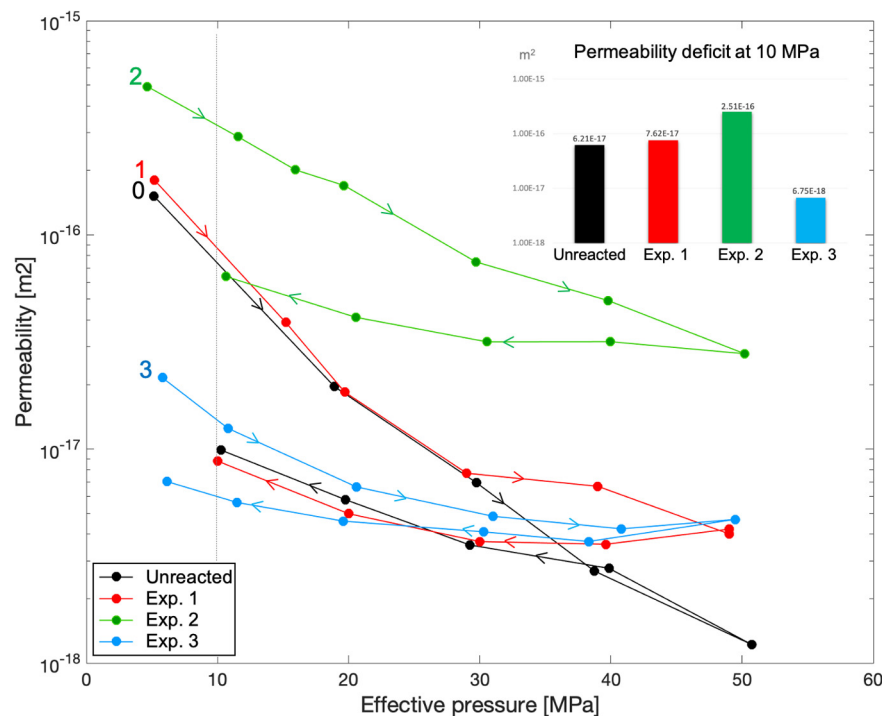 10-15
10-16
10-17
10-18
Permeability [m2]
0 10 20 30 40 50 60
Effective pressure [MPa]
2
1
0
3
m2 Permeability deficit at 10 MPa
1.00E-15
1.00E-16
1.00E-17
1.00E-18
6.21E-17 7.62E-17 2.51E-16 6.75E-18
Unreacted Exp. 1 Exp. 2 Exp. 3
Unreacted
Exp. 1
Exp. 2
Exp. 3